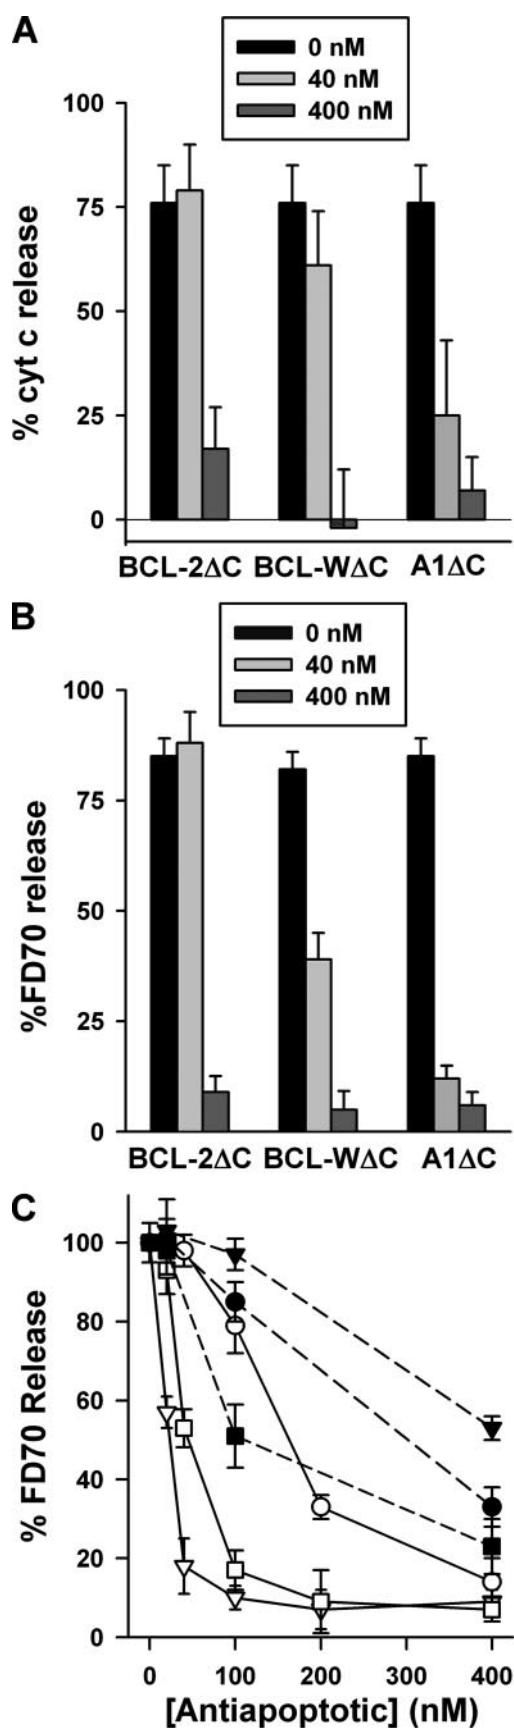 A
0 nM
40 nM
400 nM
% cyt c release
100
75
50
25
0
BCL-2ΔC BCL-WΔC A1ΔC
B
0 nM
40 nM
400 nM
%FD70 release
100
75
50
25
0
BCL-2ΔC BCL-WΔC A1ΔC
C
% FD70 Release
100
80
60
40
20
0
0 100 200 300 400
[Antiapoptotic] (nM)